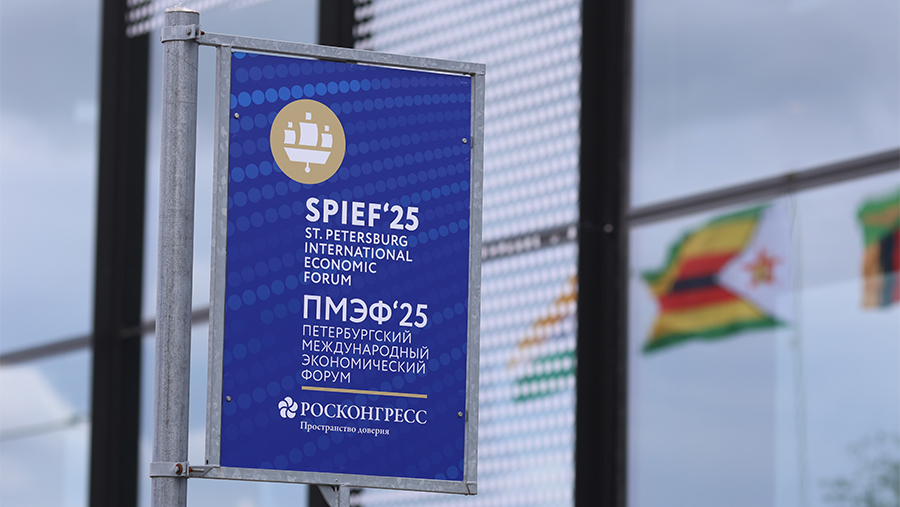 SPIEF‘25
ST. PETERSBURG
INTERNATIONAL
ECONOMIC
FORUM
ПМЭФ‘25
ПЕТЕРБУРГСКИЙ
МЕЖДУНАРОДНЫЙ
ЭКОНОМИЧЕСКИЙ
ФОРУМ
РОСКОНГРЕСС
Пространство доверия